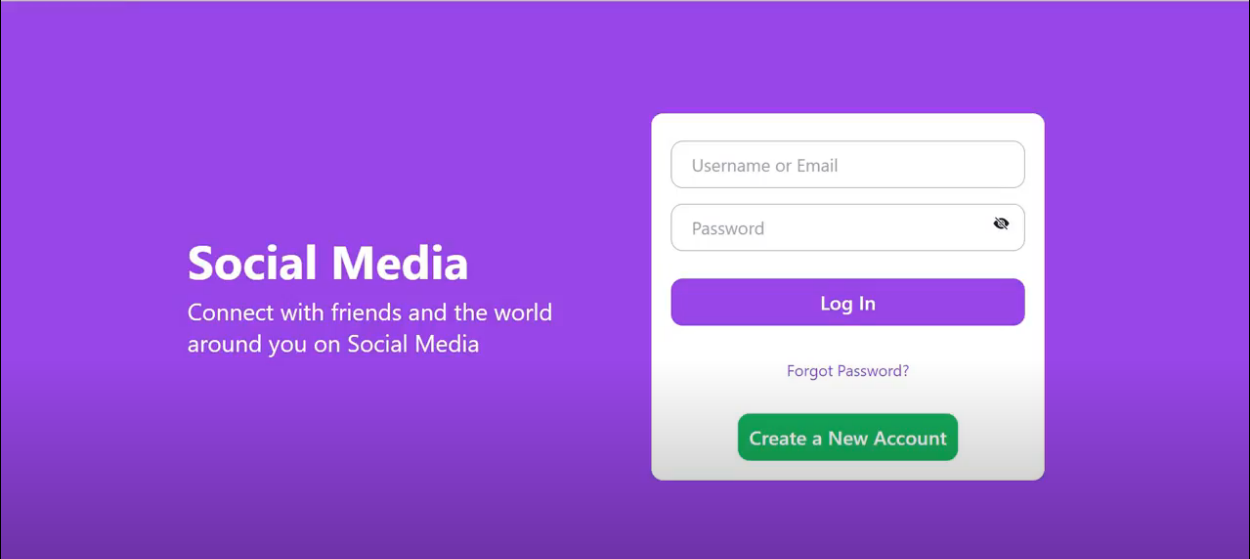 Social Media
Connect with friends and the world
around you on Social Media
Username or Email
Password
Log In
Forgot Password?
Create a New Account